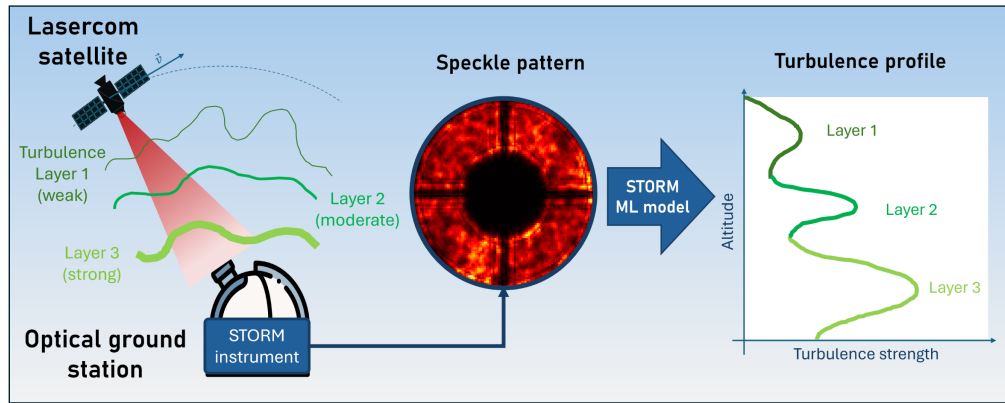 Lasercom
satellite
v⃗
Turbulence
Layer 1
(weak)
Layer 2
(moderate)
Layer 3
(strong)
Optical ground
station
STORM
instrument
Speckle pattern
STORM
ML model
Turbulence profile
Altitude
Layer 1
Layer 2
Layer 3
Turbulence strength